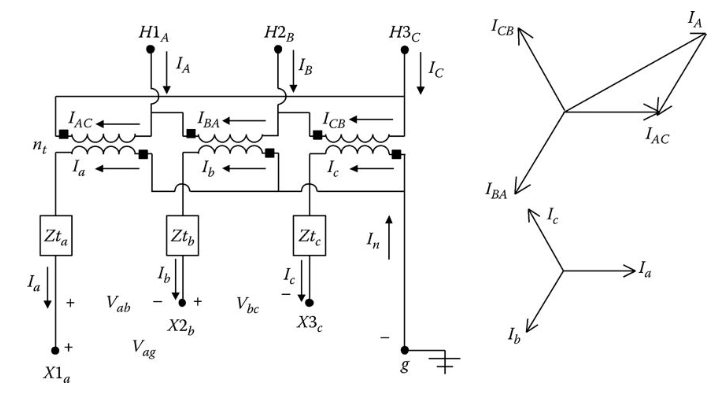 H1A H2B H3C
IA IB IC
IAC IBA ICB
nt
Ia Ib Ic
Zta Ztb Ztc
In
Ia Ib Ic
+ Vab − + Vbc −
X2b X3c
+ Vag −
X1a g
ICB IA
IAC
IBA
Ic
Ia
Ib